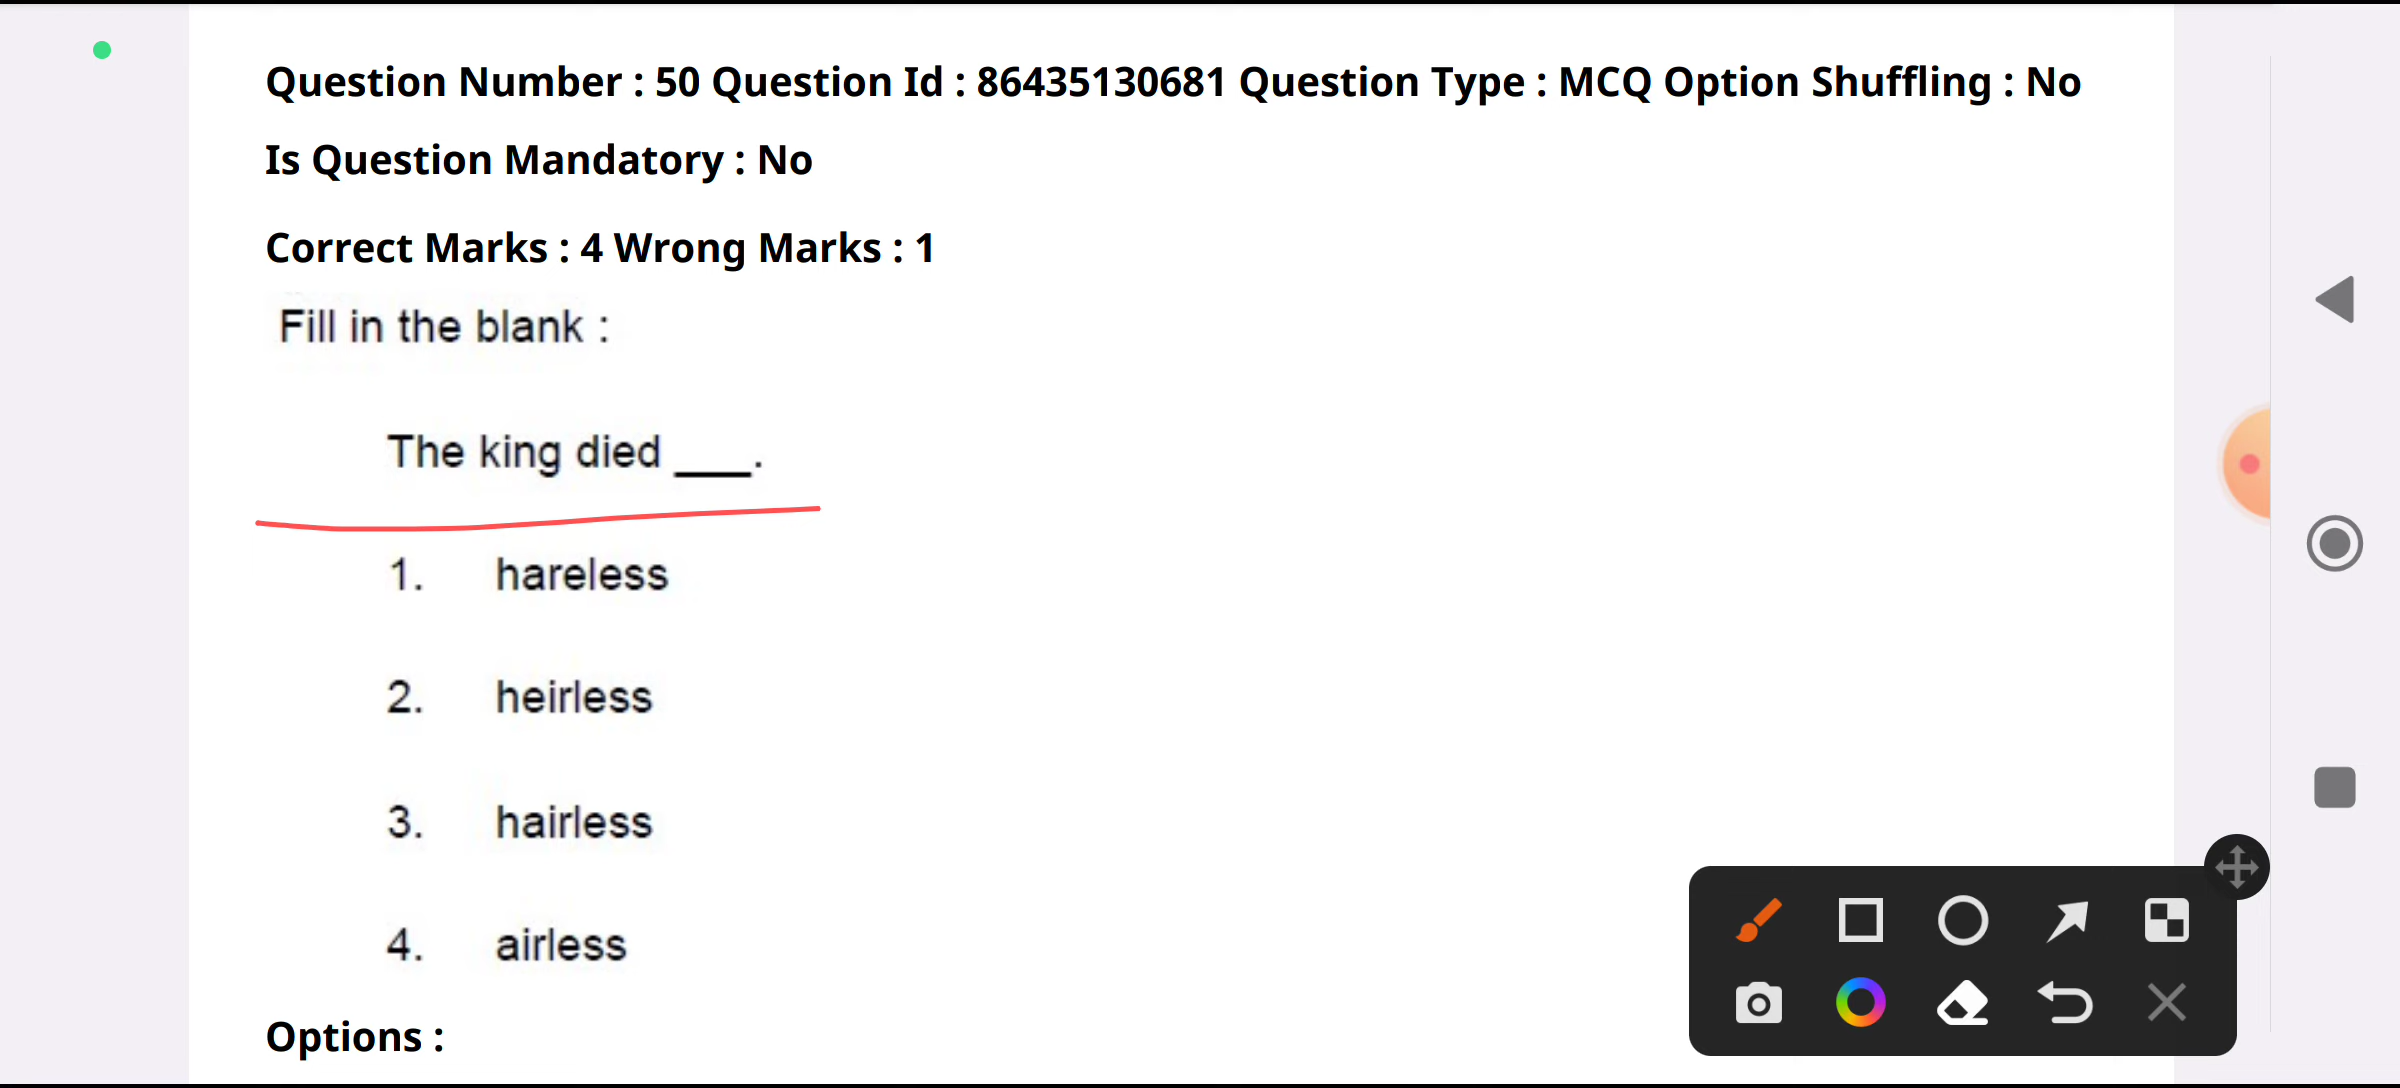 Question Number : 50 Question Id : 86435130681 Question Type : MCQ Option Shuffling : No
Is Question Mandatory : No
Correct Marks : 4 Wrong Marks : 1
Fill in the blank :
The king died ___.
1. hareless
2. heirless
3. hairless
4. airless
Options :